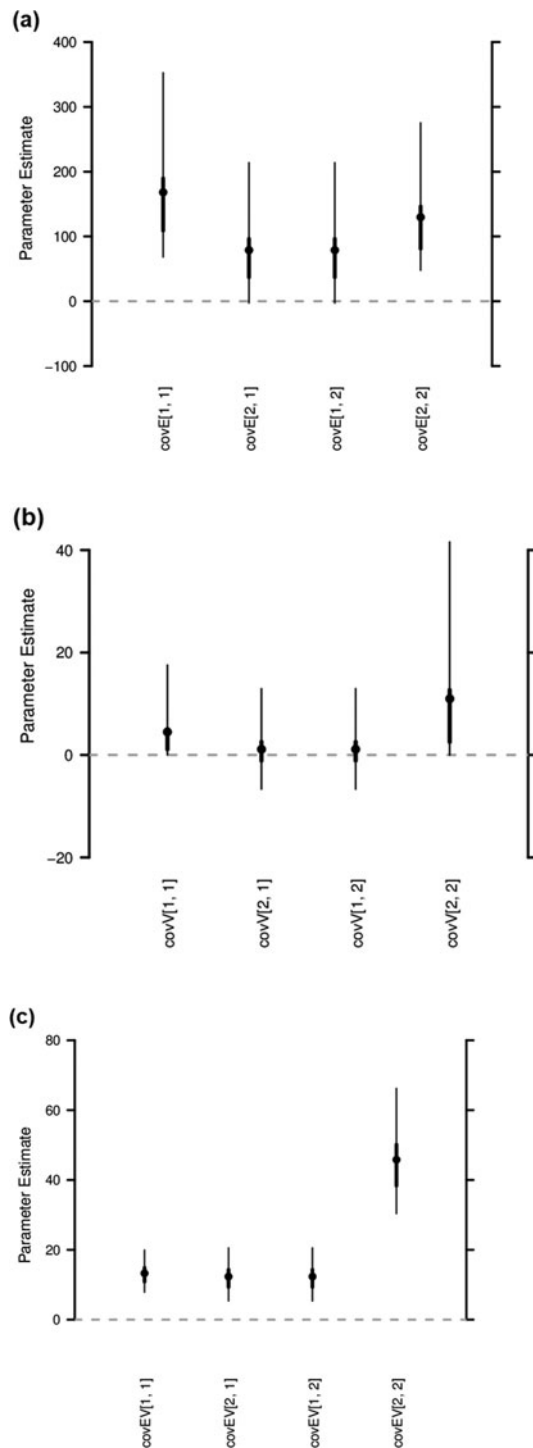 (a)
400
300
200
100
0
−100
Parameter Estimate
covE[1, 1]
covE[2, 1]
covE[1, 2]
covE[2, 2]
(b)
40
20
0
−20
Parameter Estimate
covV[1, 1]
covV[2, 1]
covV[1, 2]
covV[2, 2]
(c)
80
60
40
20
0
Parameter Estimate
covEV[1, 1]
covEV[2, 1]
covEV[1, 2]
covEV[2, 2]